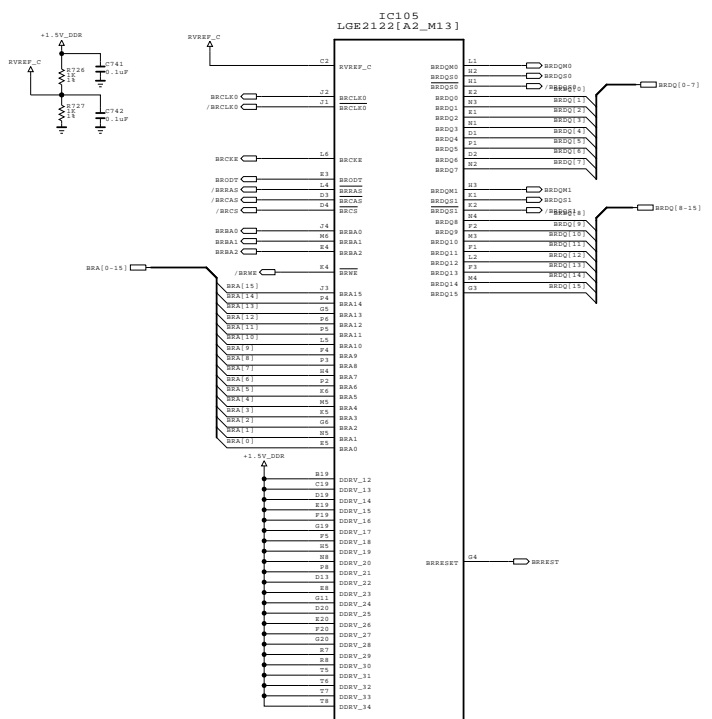 IC105
LGE2122[A2_M13]
+1.5V_DDR
RVREF_C
R726
1K
1%
C741
0.1uF
R727
1K
1%
C742
0.1uF
RVREF_C
C2 RVREF_C
BRCLK0 J2 BRCLK0
/BRCLK0 J1 BRCLK0
BRCKE L6 BRCKE
BRODT E3 BRODT
/BRRAS L4 BRRAS
/BRCAS D3 BRCAS
/BRCS D4 BRCS
BRBA0 J4 BRBA0
BRBA1 M6 BRBA1
BRBA2 E4 BRBA2
/BRWE K4 BRWE
BRA[0-15]
BRA[15] J3 BRA15
BRA[14] P4 BRA14
BRA[13] G5 BRA13
BRA[12] P6 BRA12
BRA[11] P5 BRA11
BRA[10] L5 BRA10
BRA[9] F4 BRA9
BRA[8] P3 BRA8
BRA[7] H4 BRA7
BRA[6] P2 BRA6
BRA[5] K6 BRA5
BRA[4] M5 BRA4
BRA[3] K5 BRA3
BRA[2] G6 BRA2
BRA[1] N5 BRA1
BRA[0] E5 BRA0
+1.5V_DDR
B19 DDRV_12
C19 DDRV_13
D19 DDRV_14
E19 DDRV_15
F19 DDRV_16
G19 DDRV_17
F5 DDRV_18
H5 DDRV_19
N8 DDRV_20
P8 DDRV_21
D13 DDRV_22
E8 DDRV_23
G11 DDRV_24
D20 DDRV_25
E20 DDRV_26
F20 DDRV_27
G20 DDRV_28
R7 DDRV_29
R8 DDRV_30
T5 DDRV_31
T6 DDRV_32
T7 DDRV_33
T8 DDRV_34
BRDQM0 L1 BRDQM0
BRDQS0 H2 BRDQS0
BRDQS0 H1 /BRDQS0
BRDQ0 E2 BRDQ[0]
BRDQ1 N3 BRDQ[1]
BRDQ2 E1 BRDQ[2]
BRDQ3 N1 BRDQ[3]
BRDQ4 D1 BRDQ[4]
BRDQ5 P1 BRDQ[5]
BRDQ6 D2 BRDQ[6]
BRDQ7 N2 BRDQ[7]
BRDQ[0-7]
BRDQM1 H3 BRDQM1
BRDQS1 K1 BRDQS1
BRDQS1 K2 /BRDQS1
BRDQ8 N4 BRDQ[8]
BRDQ9 F2 BRDQ[9]
BRDQ10 M3 BRDQ[10]
BRDQ11 F1 BRDQ[11]
BRDQ12 L2 BRDQ[12]
BRDQ13 F3 BRDQ[13]
BRDQ14 M4 BRDQ[14]
BRDQ15 G3 BRDQ[15]
BRDQ[8-15]
BRRESET G4 BRREST